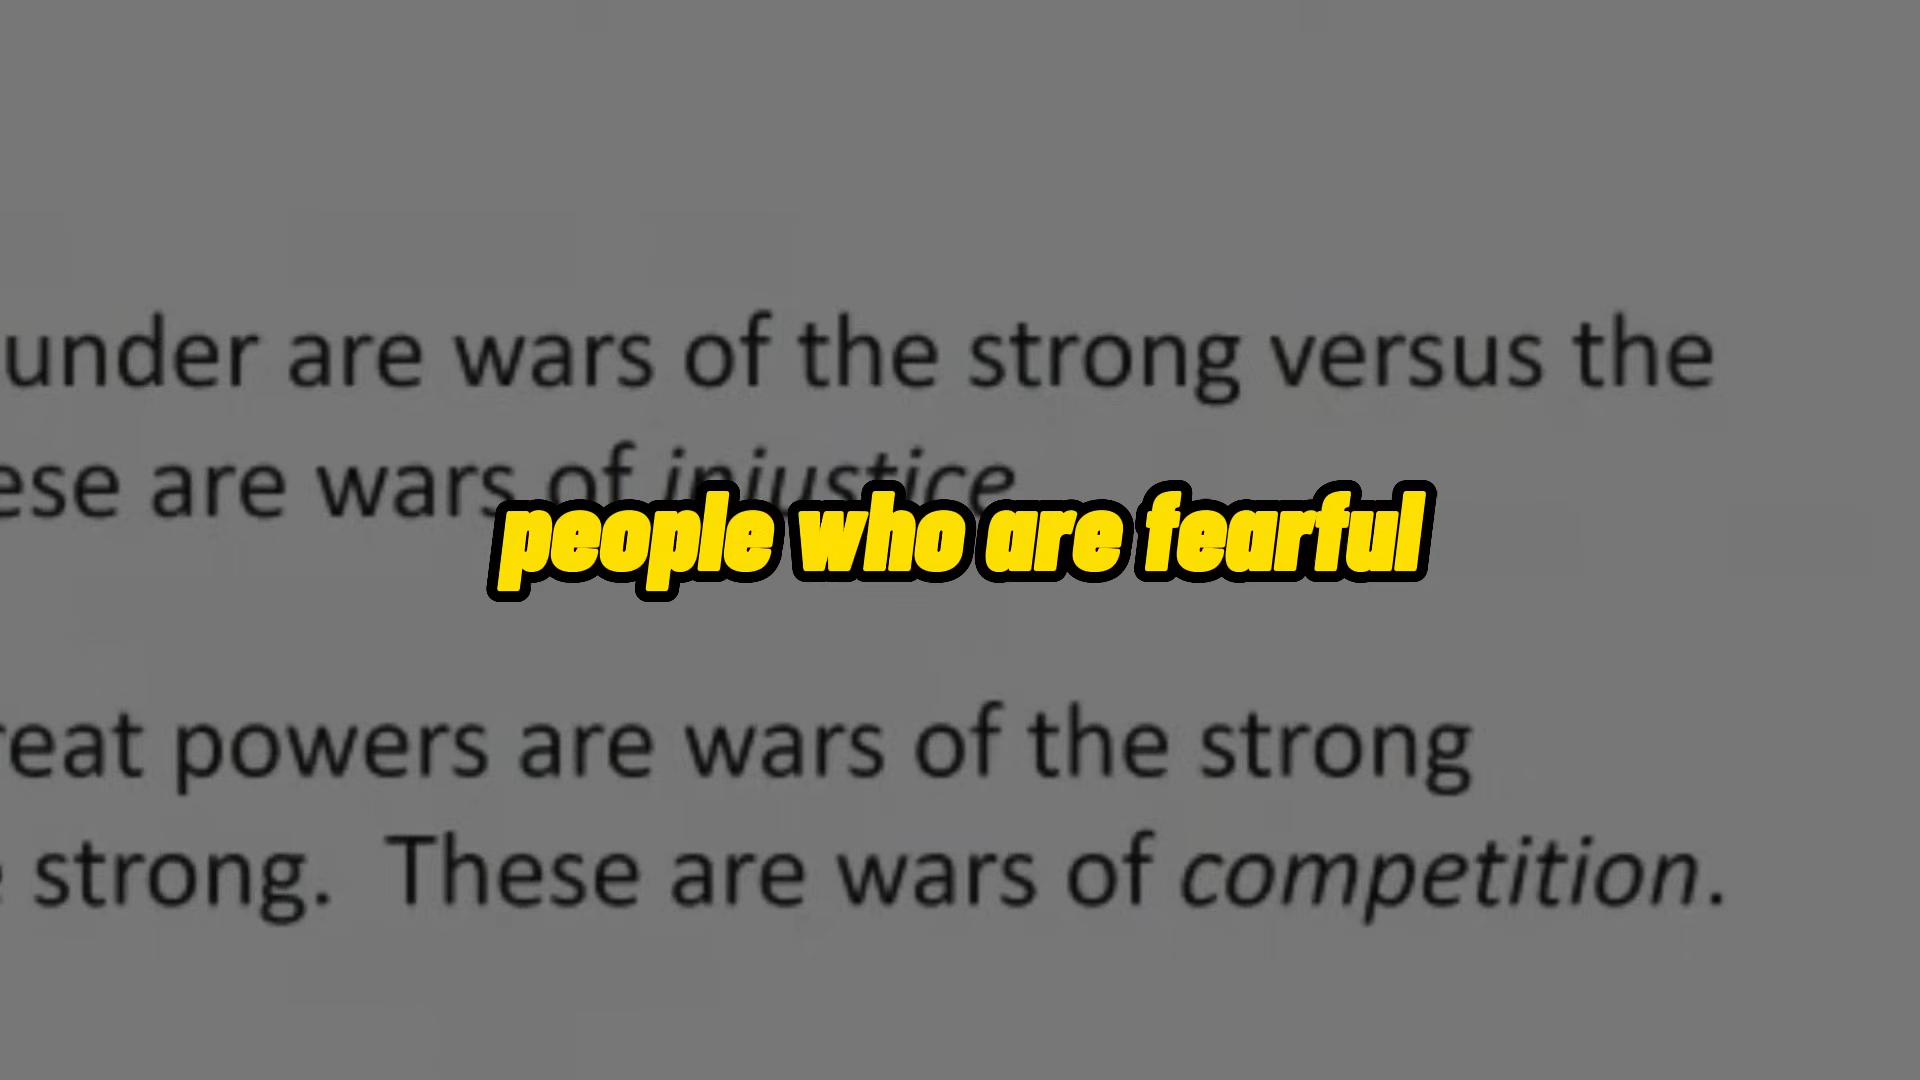 under are wars of the strong versus the
ese are wars of injustice
people who are fearful
reat powers are wars of the strong
strong. These are wars of competition.